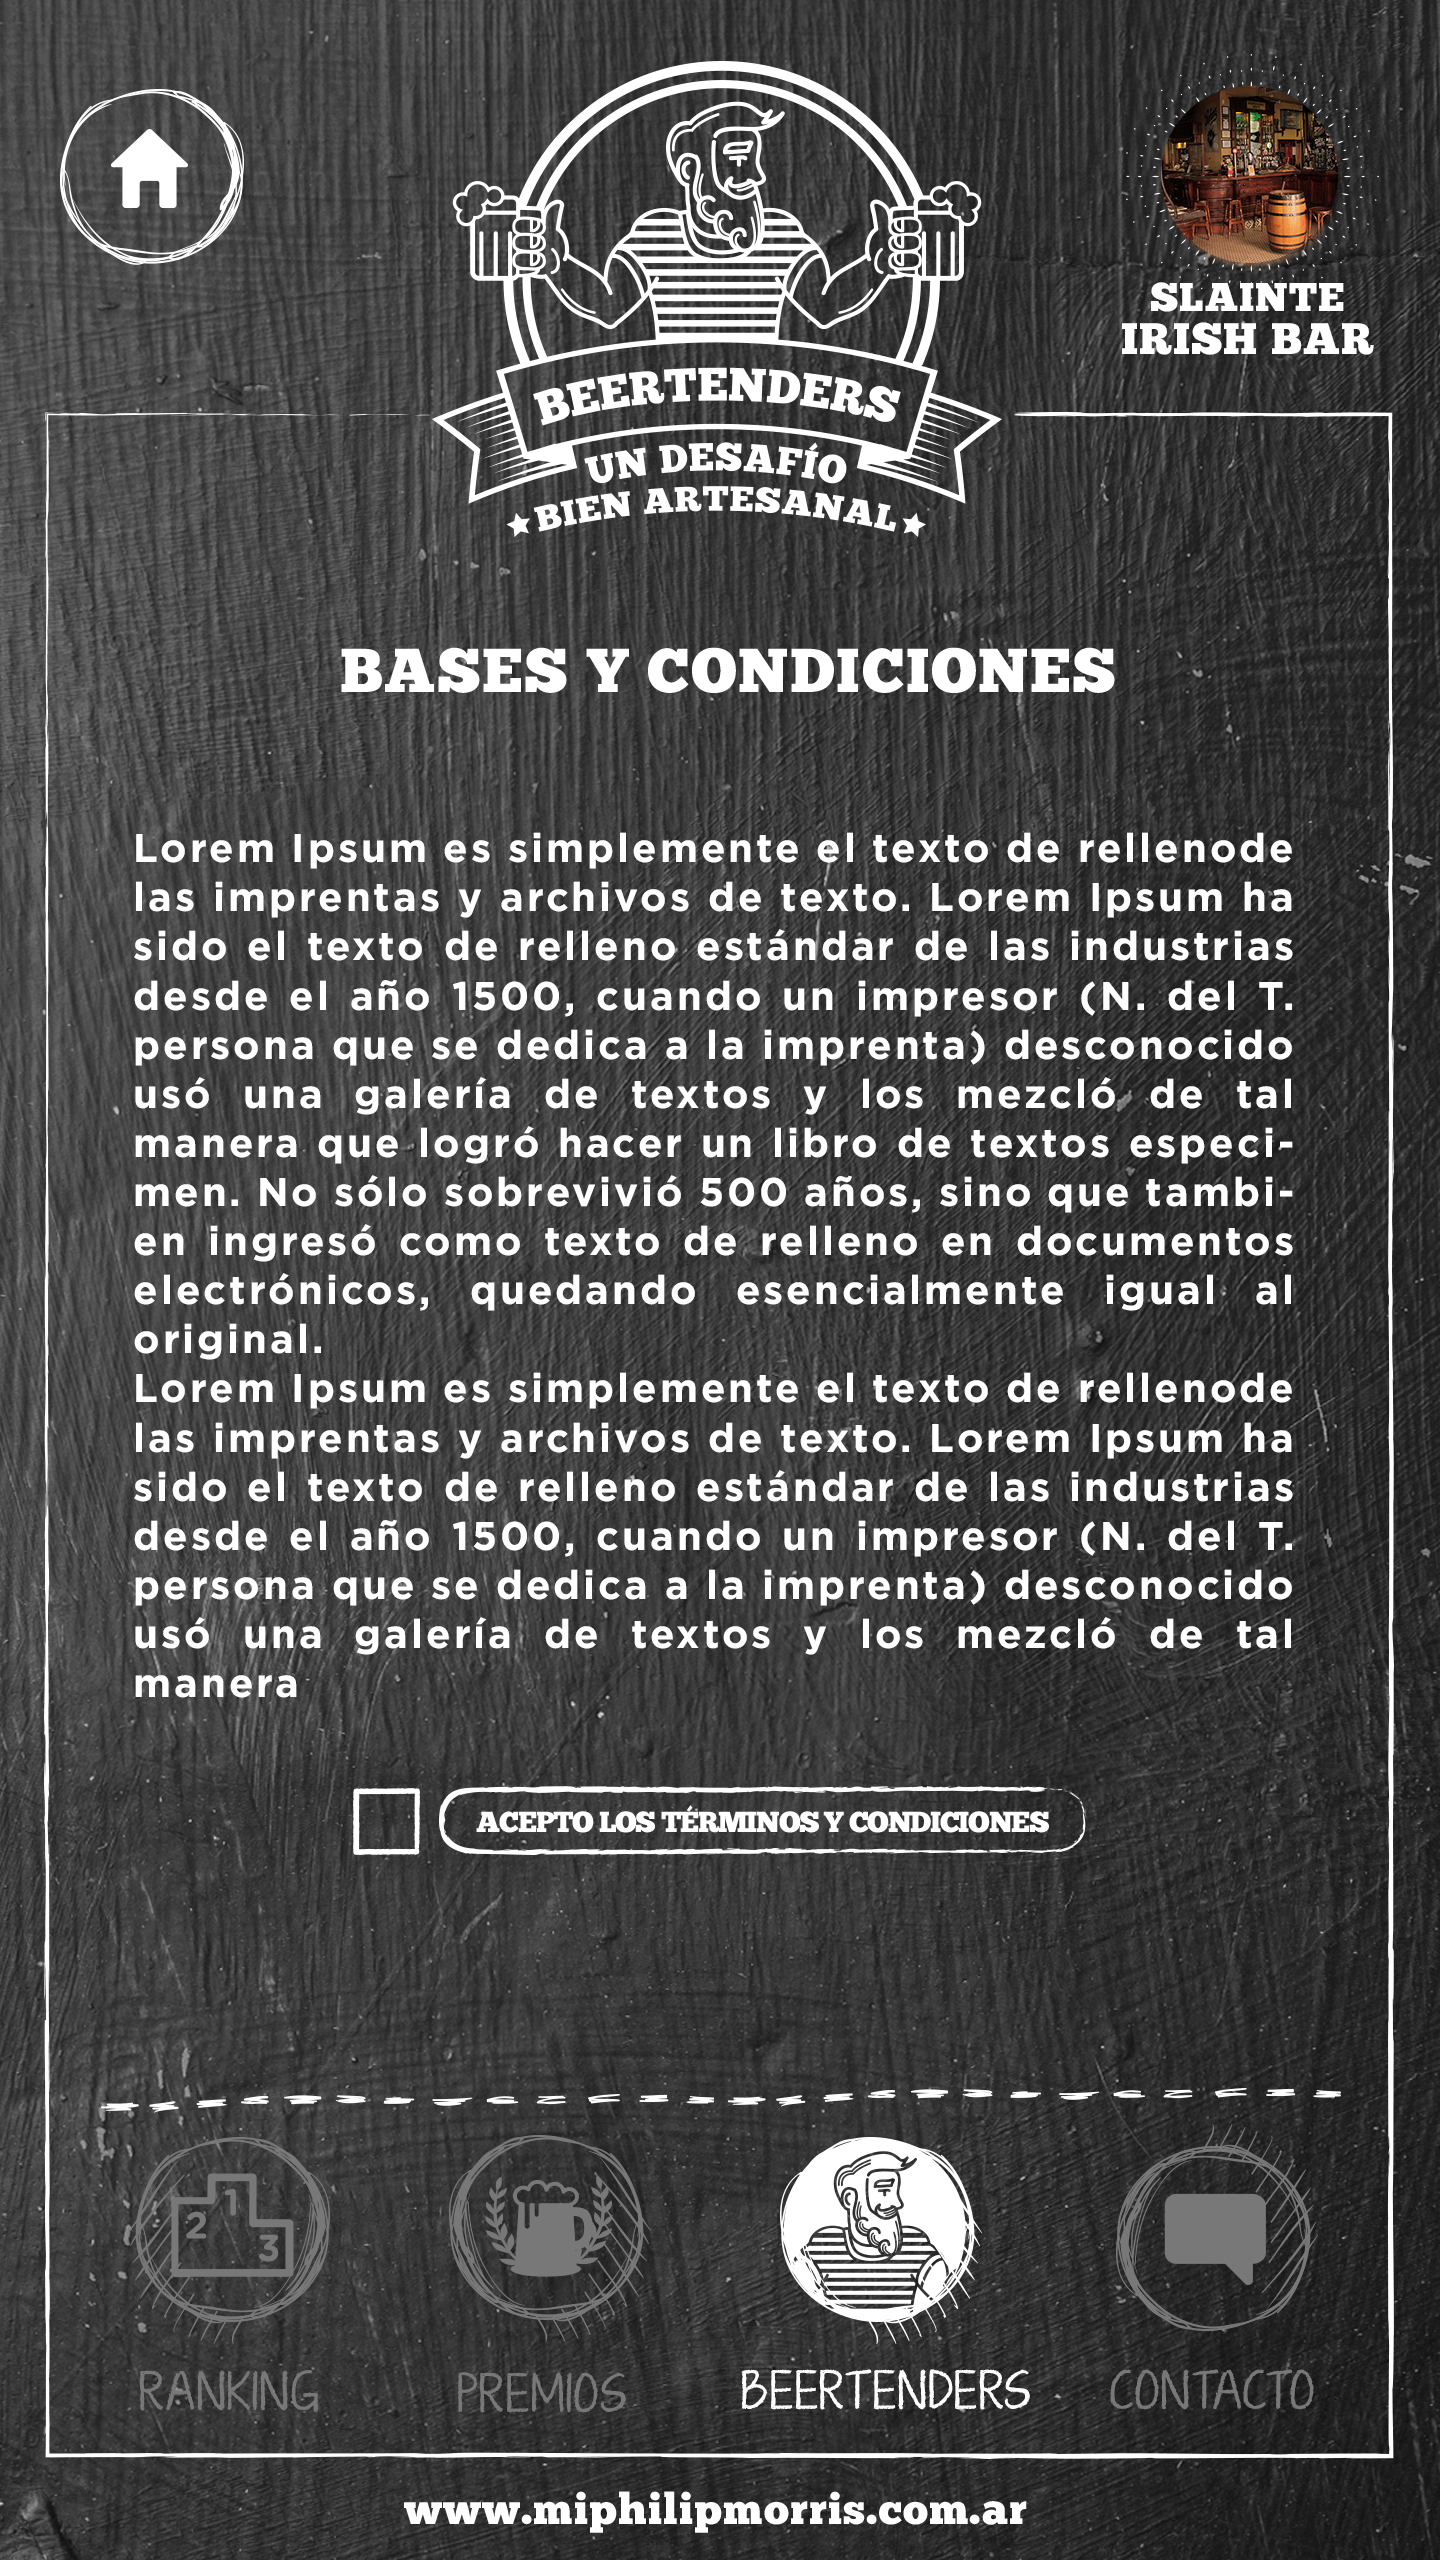 SLAINTE
IRISH BAR
BEERTENDERS
UN DESAFÍO
BIEN ARTESANAL
BASES Y CONDICIONES
Lorem Ipsum es simplemente el texto de rellenode
las imprentas y archivos de texto. Lorem Ipsum ha
sido el texto de relleno estándar de las industrias
desde el año 1500, cuando un impresor (N. del T.
persona que se dedica a la imprenta) desconocido
usó una galería de textos y los mezcló de tal
manera que logró hacer un libro de textos especi-
men. No sólo sobrevivió 500 años, sino que tambi-
en ingresó como texto de relleno en documentos
electrónicos, quedando esencialmente igual al
original.
Lorem Ipsum es simplemente el texto de rellenode
las imprentas y archivos de texto. Lorem Ipsum ha
sido el texto de relleno estándar de las industrias
desde el año 1500, cuando un impresor (N. del T.
persona que se dedica a la imprenta) desconocido
usó una galería de textos y los mezcló de tal
manera
ACEPTO LOS TÉRMINOS Y CONDICIONES
1
2
3
RANKING
PREMIOS
BEERTENDERS
CONTACTO
www.miphilipmorris.com.ar